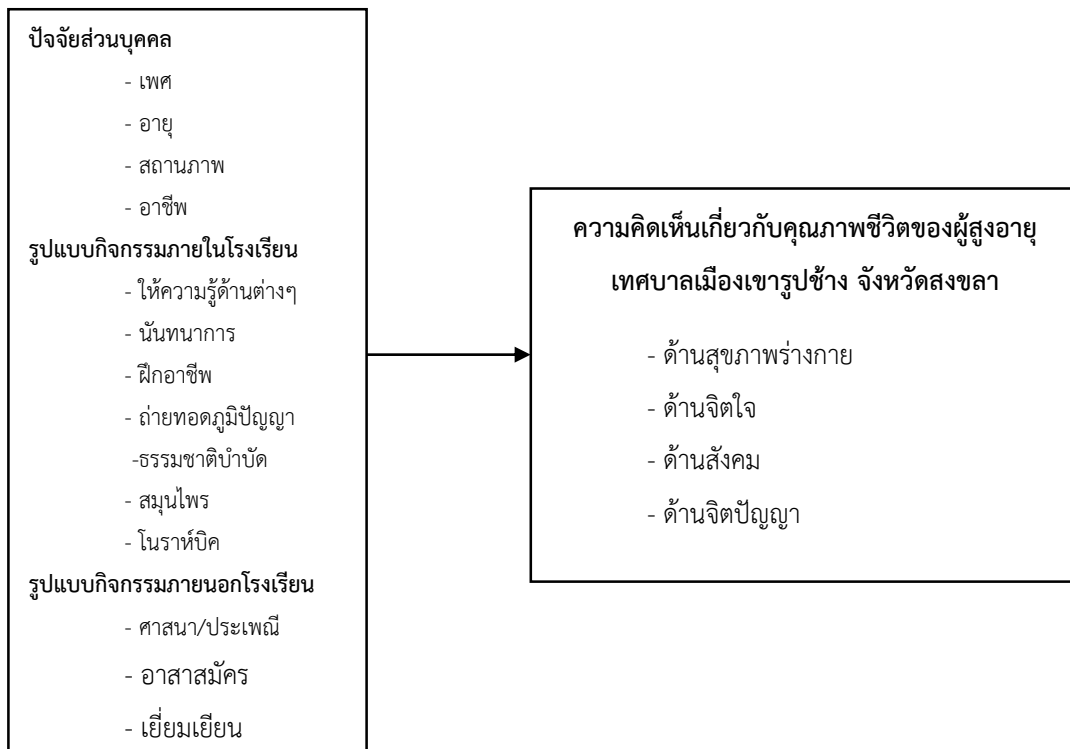 ปัจจัยส่วนบุคคล
- เพศ
- อายุ
- สถานภาพ
- อาชีพ
รูปแบบกิจกรรมภายในโรงเรียน
- ให้ความรู้ด้านต่างๆ
- นันทนาการ
- ฝึกอาชีพ
- ถ่ายทอดภูมิปัญญา
-ธรรมชาติบำบัด
- สมุนไพร
- โนราห์บิค
รูปแบบกิจกรรมภายนอกโรงเรียน
- ศาสนา/ประเพณี
- อาสาสมัคร
- เยี่ยมเยียน
ความคิดเห็นเกี่ยวกับคุณภาพชีวิตของผู้สูงอายุ
เทศบาลเมืองเขารูปช้าง จังหวัดสงขลา
- ด้านสุขภาพร่างกาย
- ด้านจิตใจ
- ด้านสังคม
- ด้านจิตปัญญา